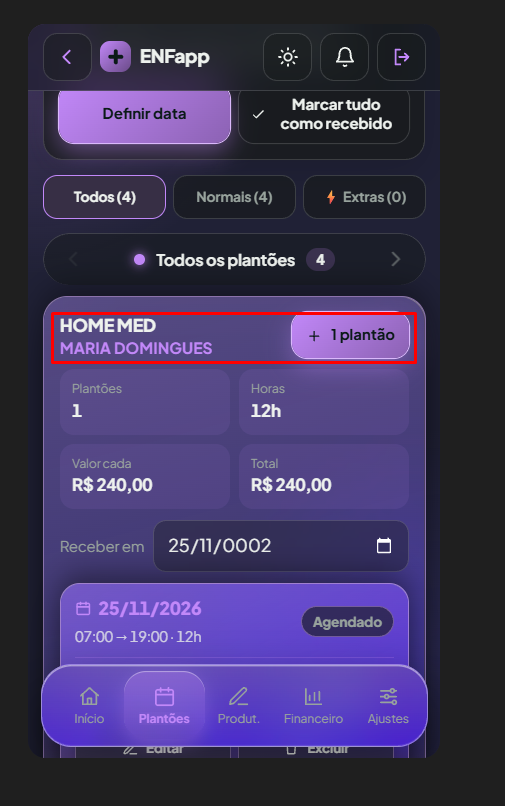 ENFapp
Definir data
Marcar tudo
como recebido
Todos (4)
Normais (4)
Extras (0)
Todos os plantões 4
HOME MED
MARIA DOMINGUES
+ 1 plantão
Plantões
1
Horas
12h
Valor cada
R$ 240,00
Total
R$ 240,00
Receber em
25/11/0002
25/11/2026
07:00 → 19:00 · 12h
Agendado
Início
Plantões
Produt.
Financeiro
Ajustes
Editar
Excluir